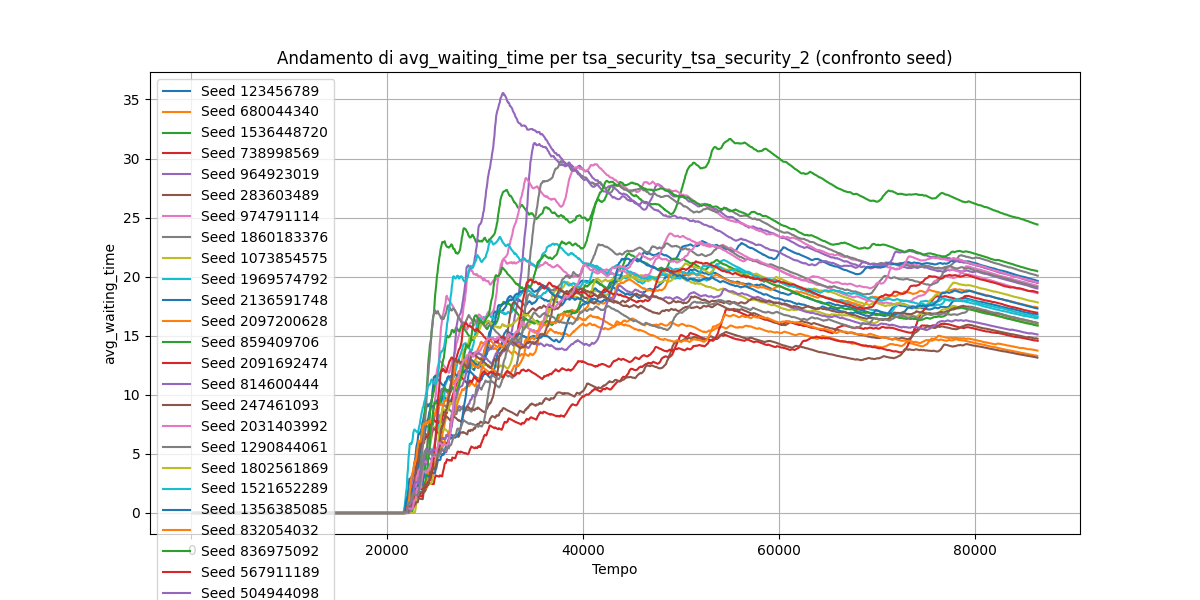 Andamento di avg_waiting_time per tsa_security_tsa_security_2 (confronto seed)
avg_waiting_time
35
30
25
20
15
10
5
0
Seed 123456789
Seed 680044340
Seed 1536448720
Seed 738998569
Seed 964923019
Seed 283603489
Seed 974791114
Seed 1860183376
Seed 1073854575
Seed 1969574792
Seed 2136591748
Seed 2097200628
Seed 859409706
Seed 2091692474
Seed 814600444
Seed 247461093
Seed 2031403992
Seed 1290844061
Seed 1802561869
Seed 1521652289
Seed 1356385085
Seed 832054032
Seed 836975092
Seed 567911189
Seed 504944098
0 20000 40000 60000 80000
Tempo